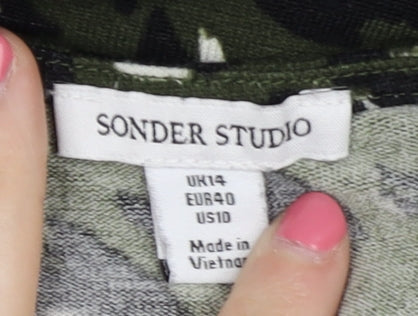 SONDER STUDIO
UK14
EUR40
US10
Made in
Vietnam